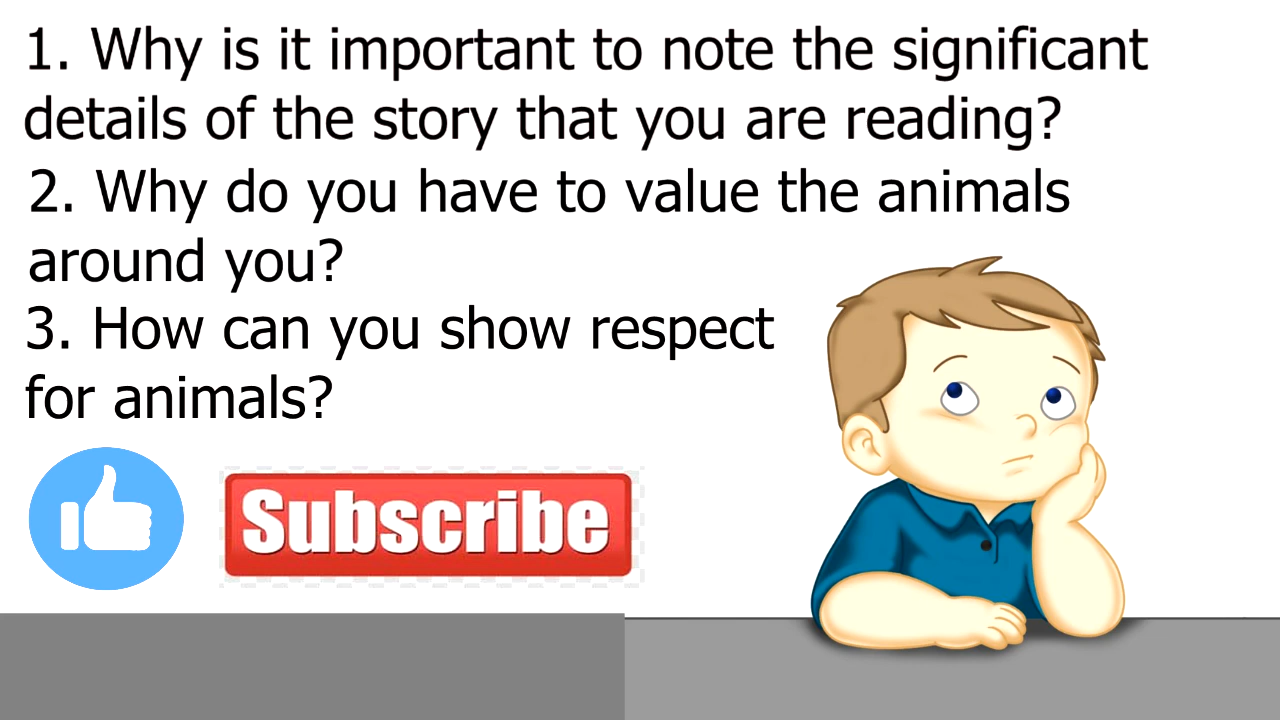 1. Why is it important to note the significant
details of the story that you are reading?
2. Why do you have to value the animals
around you?
3. How can you show respect
for animals?
Subscribe